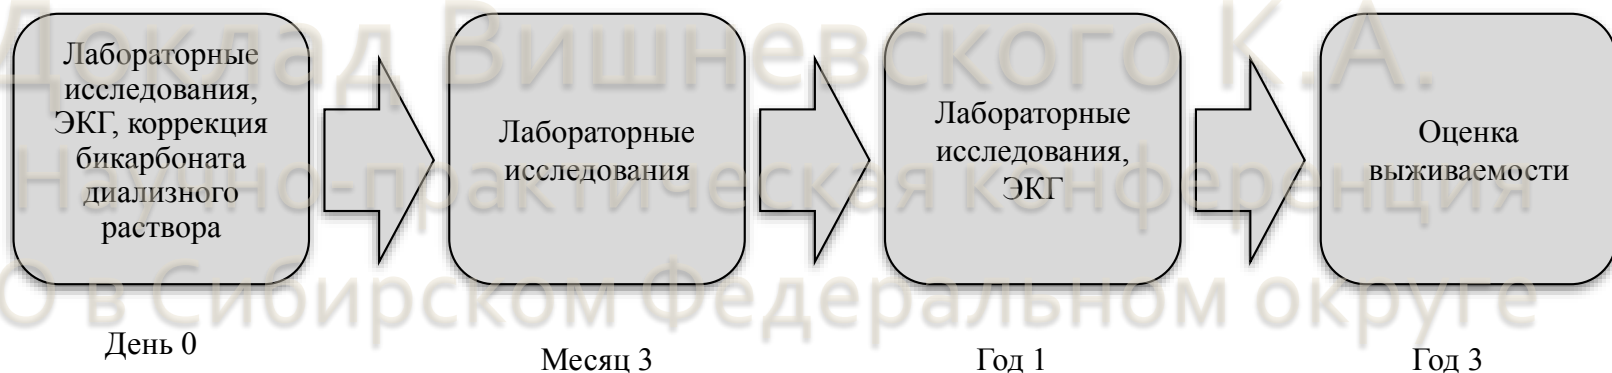 Доклад Вишневского К.А.
Научно-практическая конференция
О в Сибирском Федеральном округе
Лабораторные
исследования,
ЭКГ, коррекция
бикарбоната
диализного
раствора
День 0
Лабораторные
исследования
Месяц 3
Лабораторные
исследования,
ЭКГ
Год 1
Оценка
выживаемости
Год 3